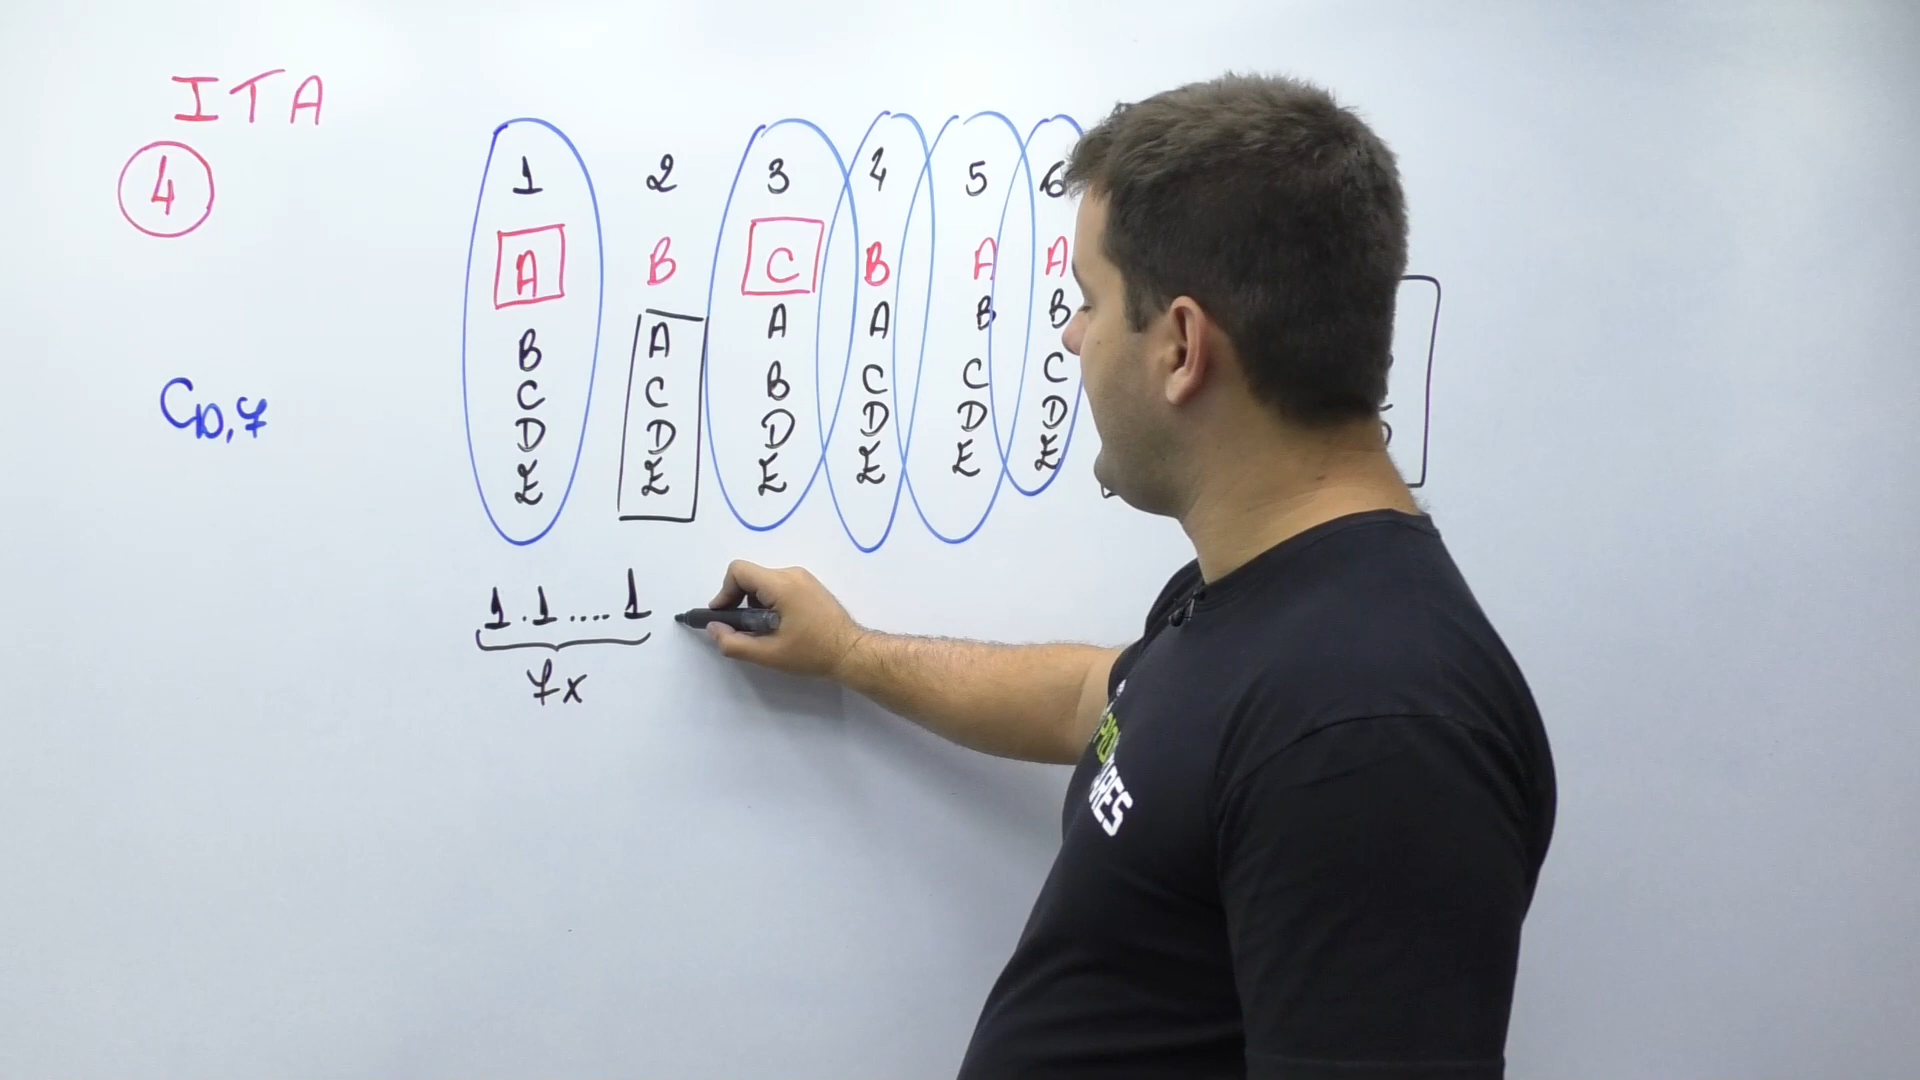 ITA
4
1 2 3 4 5 6
A B C B A A
B A A A B B
C C B C C C
D D D D D D
E E E E E E
C10,7
1.1....1
7x